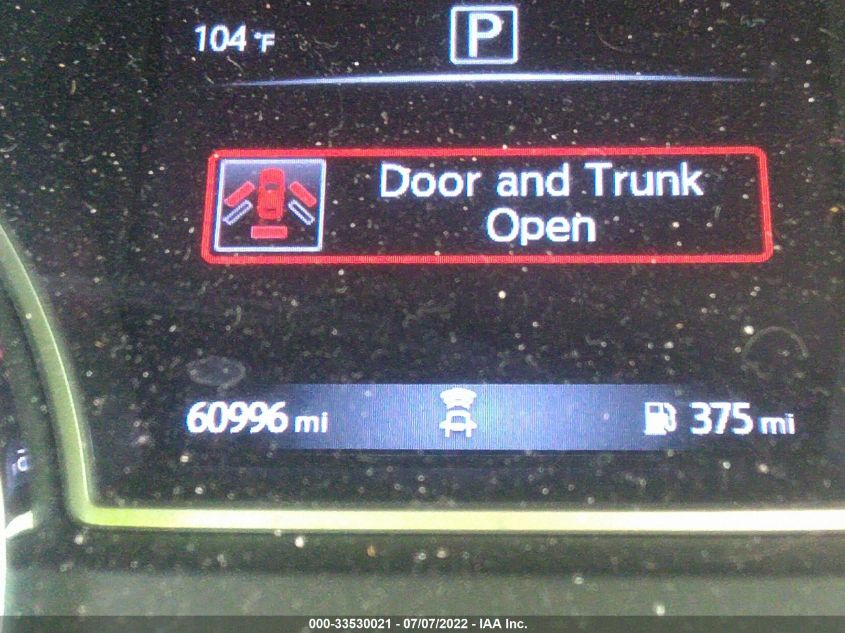 104 °F
P
Door and Trunk
Open
60996 mi
375 mi
000-33530021 - 07/07/2022 - IAA Inc.